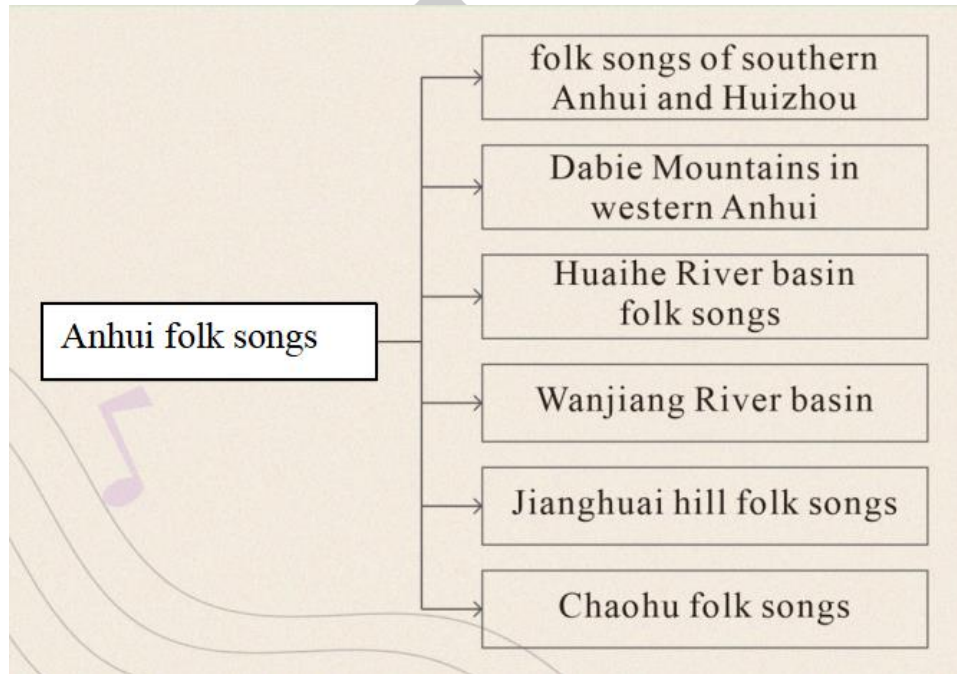 folk songs of southern
Anhui and Huizhou
Dabie Mountains in
western Anhui
Huaihe River basin
folk songs
Anhui folk songs
Wanjiang River basin
Jianghuai hill folk songs
Chaohu folk songs